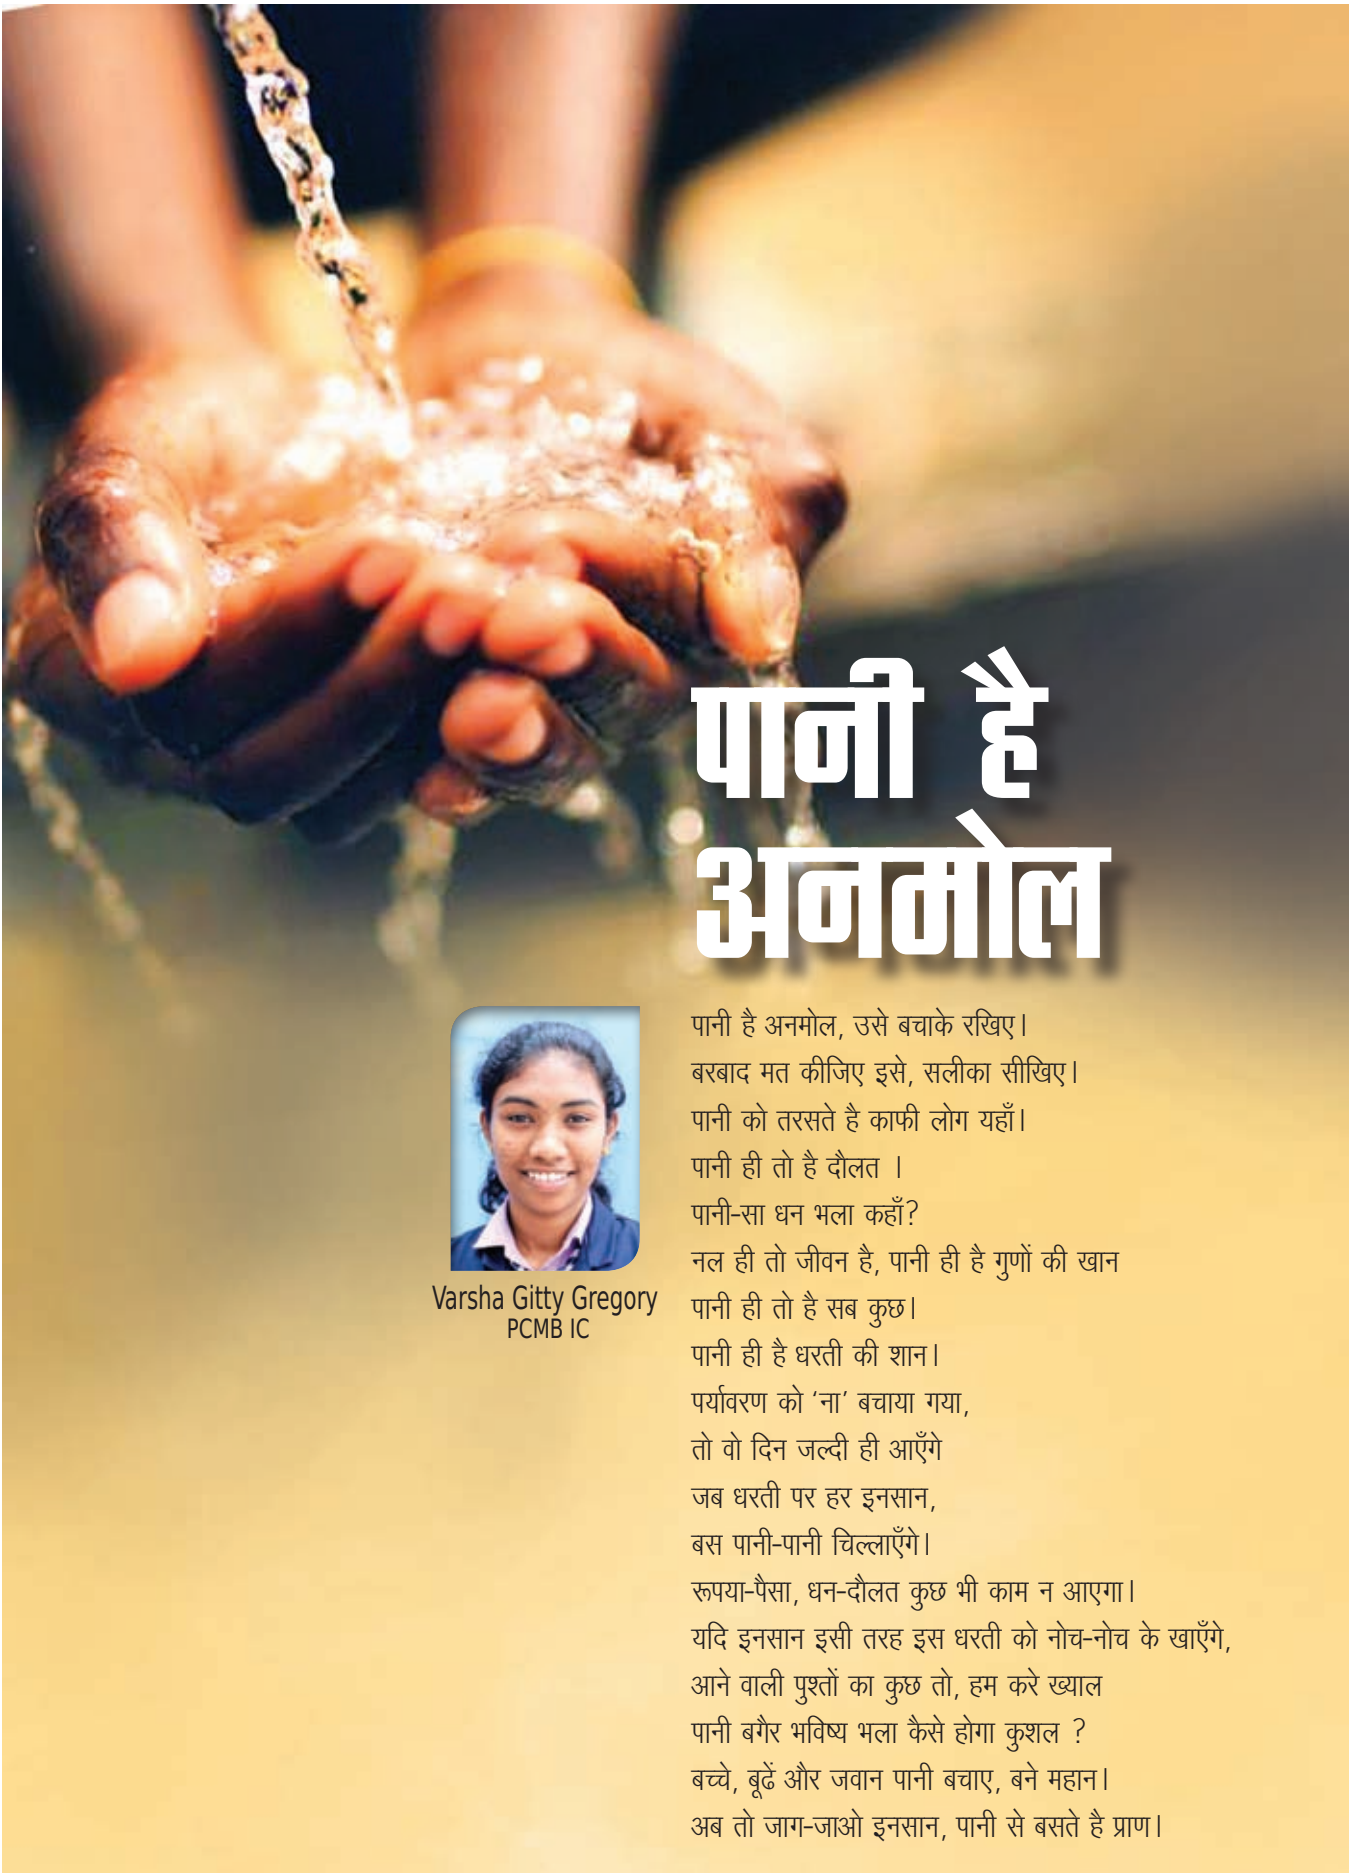 पानी है
अनमोल
पानी है अनमोल, उसे बचाके रखिए।
बरबाद मत कीजिए इसे, सलीका सीखिए।
पानी को तरसते है काफी लोग यहाँ।
पानी ही तो है दौलत ।
पानी-सा धन भला कहाँ?
नल ही तो जीवन है, पानी ही है गुणों की खान
पानी ही तो है सब कुछ।
पानी ही है धरती की शान।
पर्यावरण को ‘ना’ बचाया गया,
तो वो दिन जल्दी ही आएँगे
जब धरती पर हर इनसान,
बस पानी-पानी चिल्लाएँगे।
रूपया-पैसा, धन-दौलत कुछ भी काम न आएगा।
यदि इनसान इसी तरह इस धरती को नोच-नोच के खाएँगे,
आने वाली पुश्तों का कुछ तो, हम करे ख्याल
पानी बगैर भविष्य भला कैसे होगा कुशल ?
बच्चे, बूढें और जवान पानी बचाए, बने महान।
अब तो जाग-जाओ इनसान, पानी से बसते है प्राण।
Varsha Gitty Gregory
PCMB IC